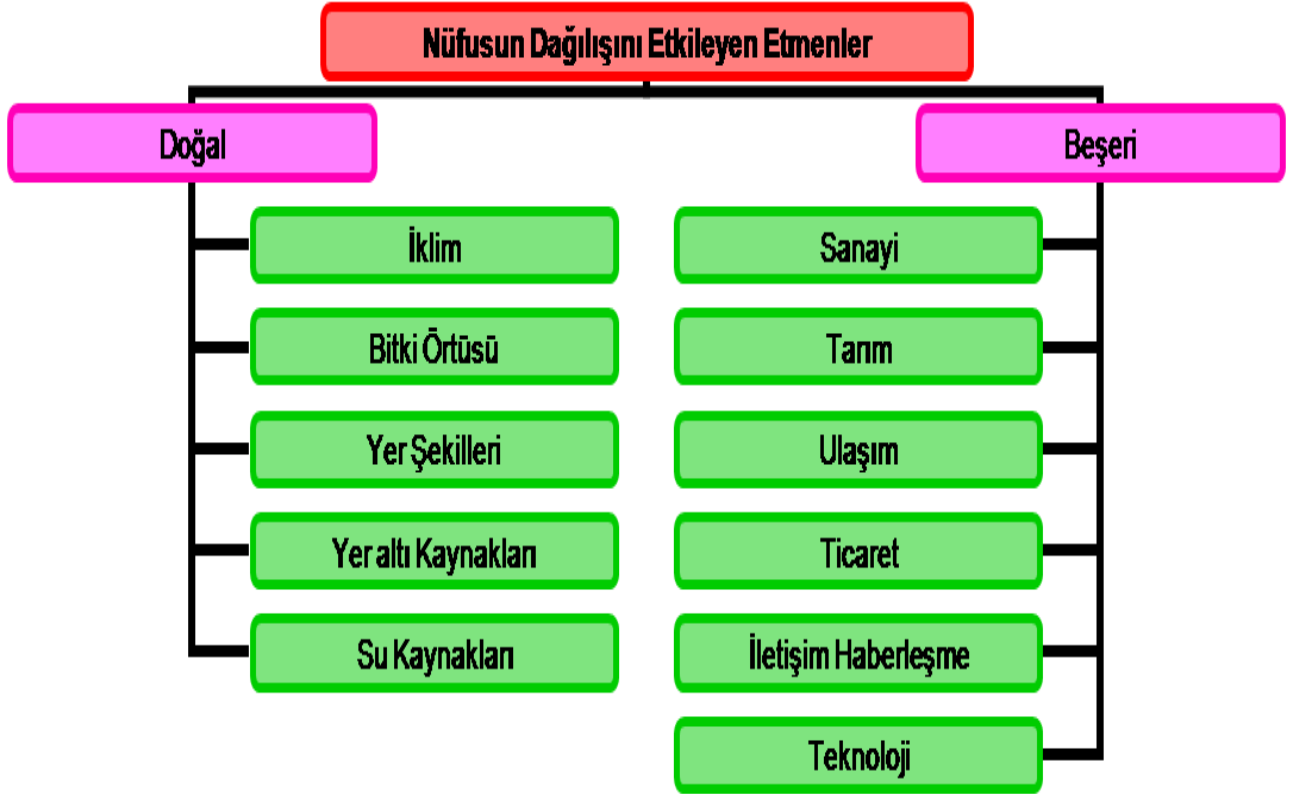 Nüfusun Dağılışını Etkileyen Etmenler
Doğal
Beşeri
İklim
Bitki Örtüsü
Yer Şekilleri
Yer altı Kaynakları
Su Kaynakları
Sanayi
Tarım
Ulaşım
Ticaret
İletişim Haberleşme
Teknoloji